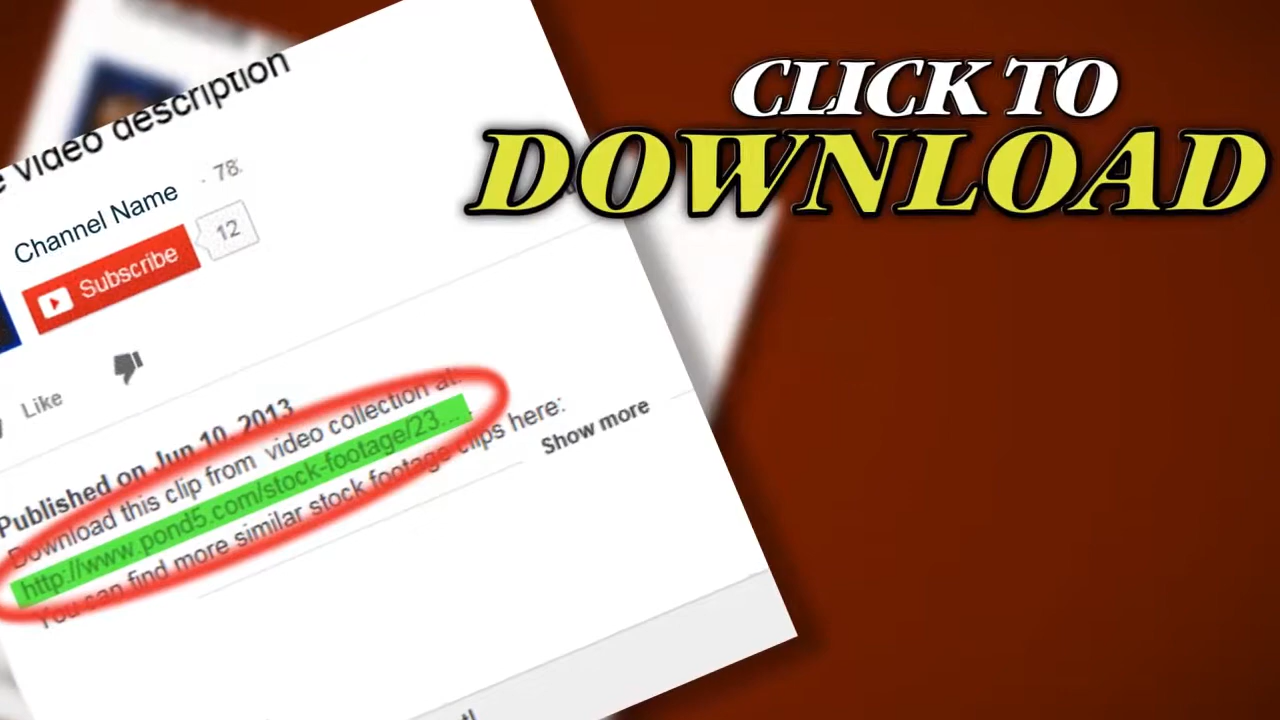 CLICK TO
DOWNLOAD
video description
Channel Name
78
Subscribe
12
Like
Published on Jun 10, 2013
Download this clip from video collection at:
http://www.pond5.com/stock-footage/23...
You can find more similar stock footage clips here:
Show more